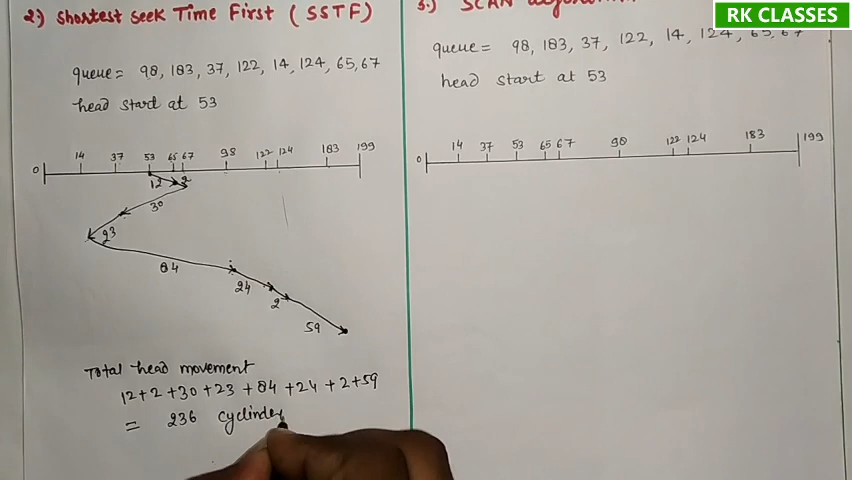 2:) Shortest Seek Time First (SSTF)
queue = 98, 183, 37, 122, 14, 124, 65, 67
head start at 53
0 14 37 53 65 67 98 122 124 183 199
12 2
30
23
84
24
2
59
Total head movement
12+2+30+23+84+24+2+59
= 236 cyclinder
3.) SCAN
RK CLASSES
queue = 98, 183, 37, 122, 14, 124, 65, 67
head start at 53
0 14 37 53 65 67 98 122 124 183 199